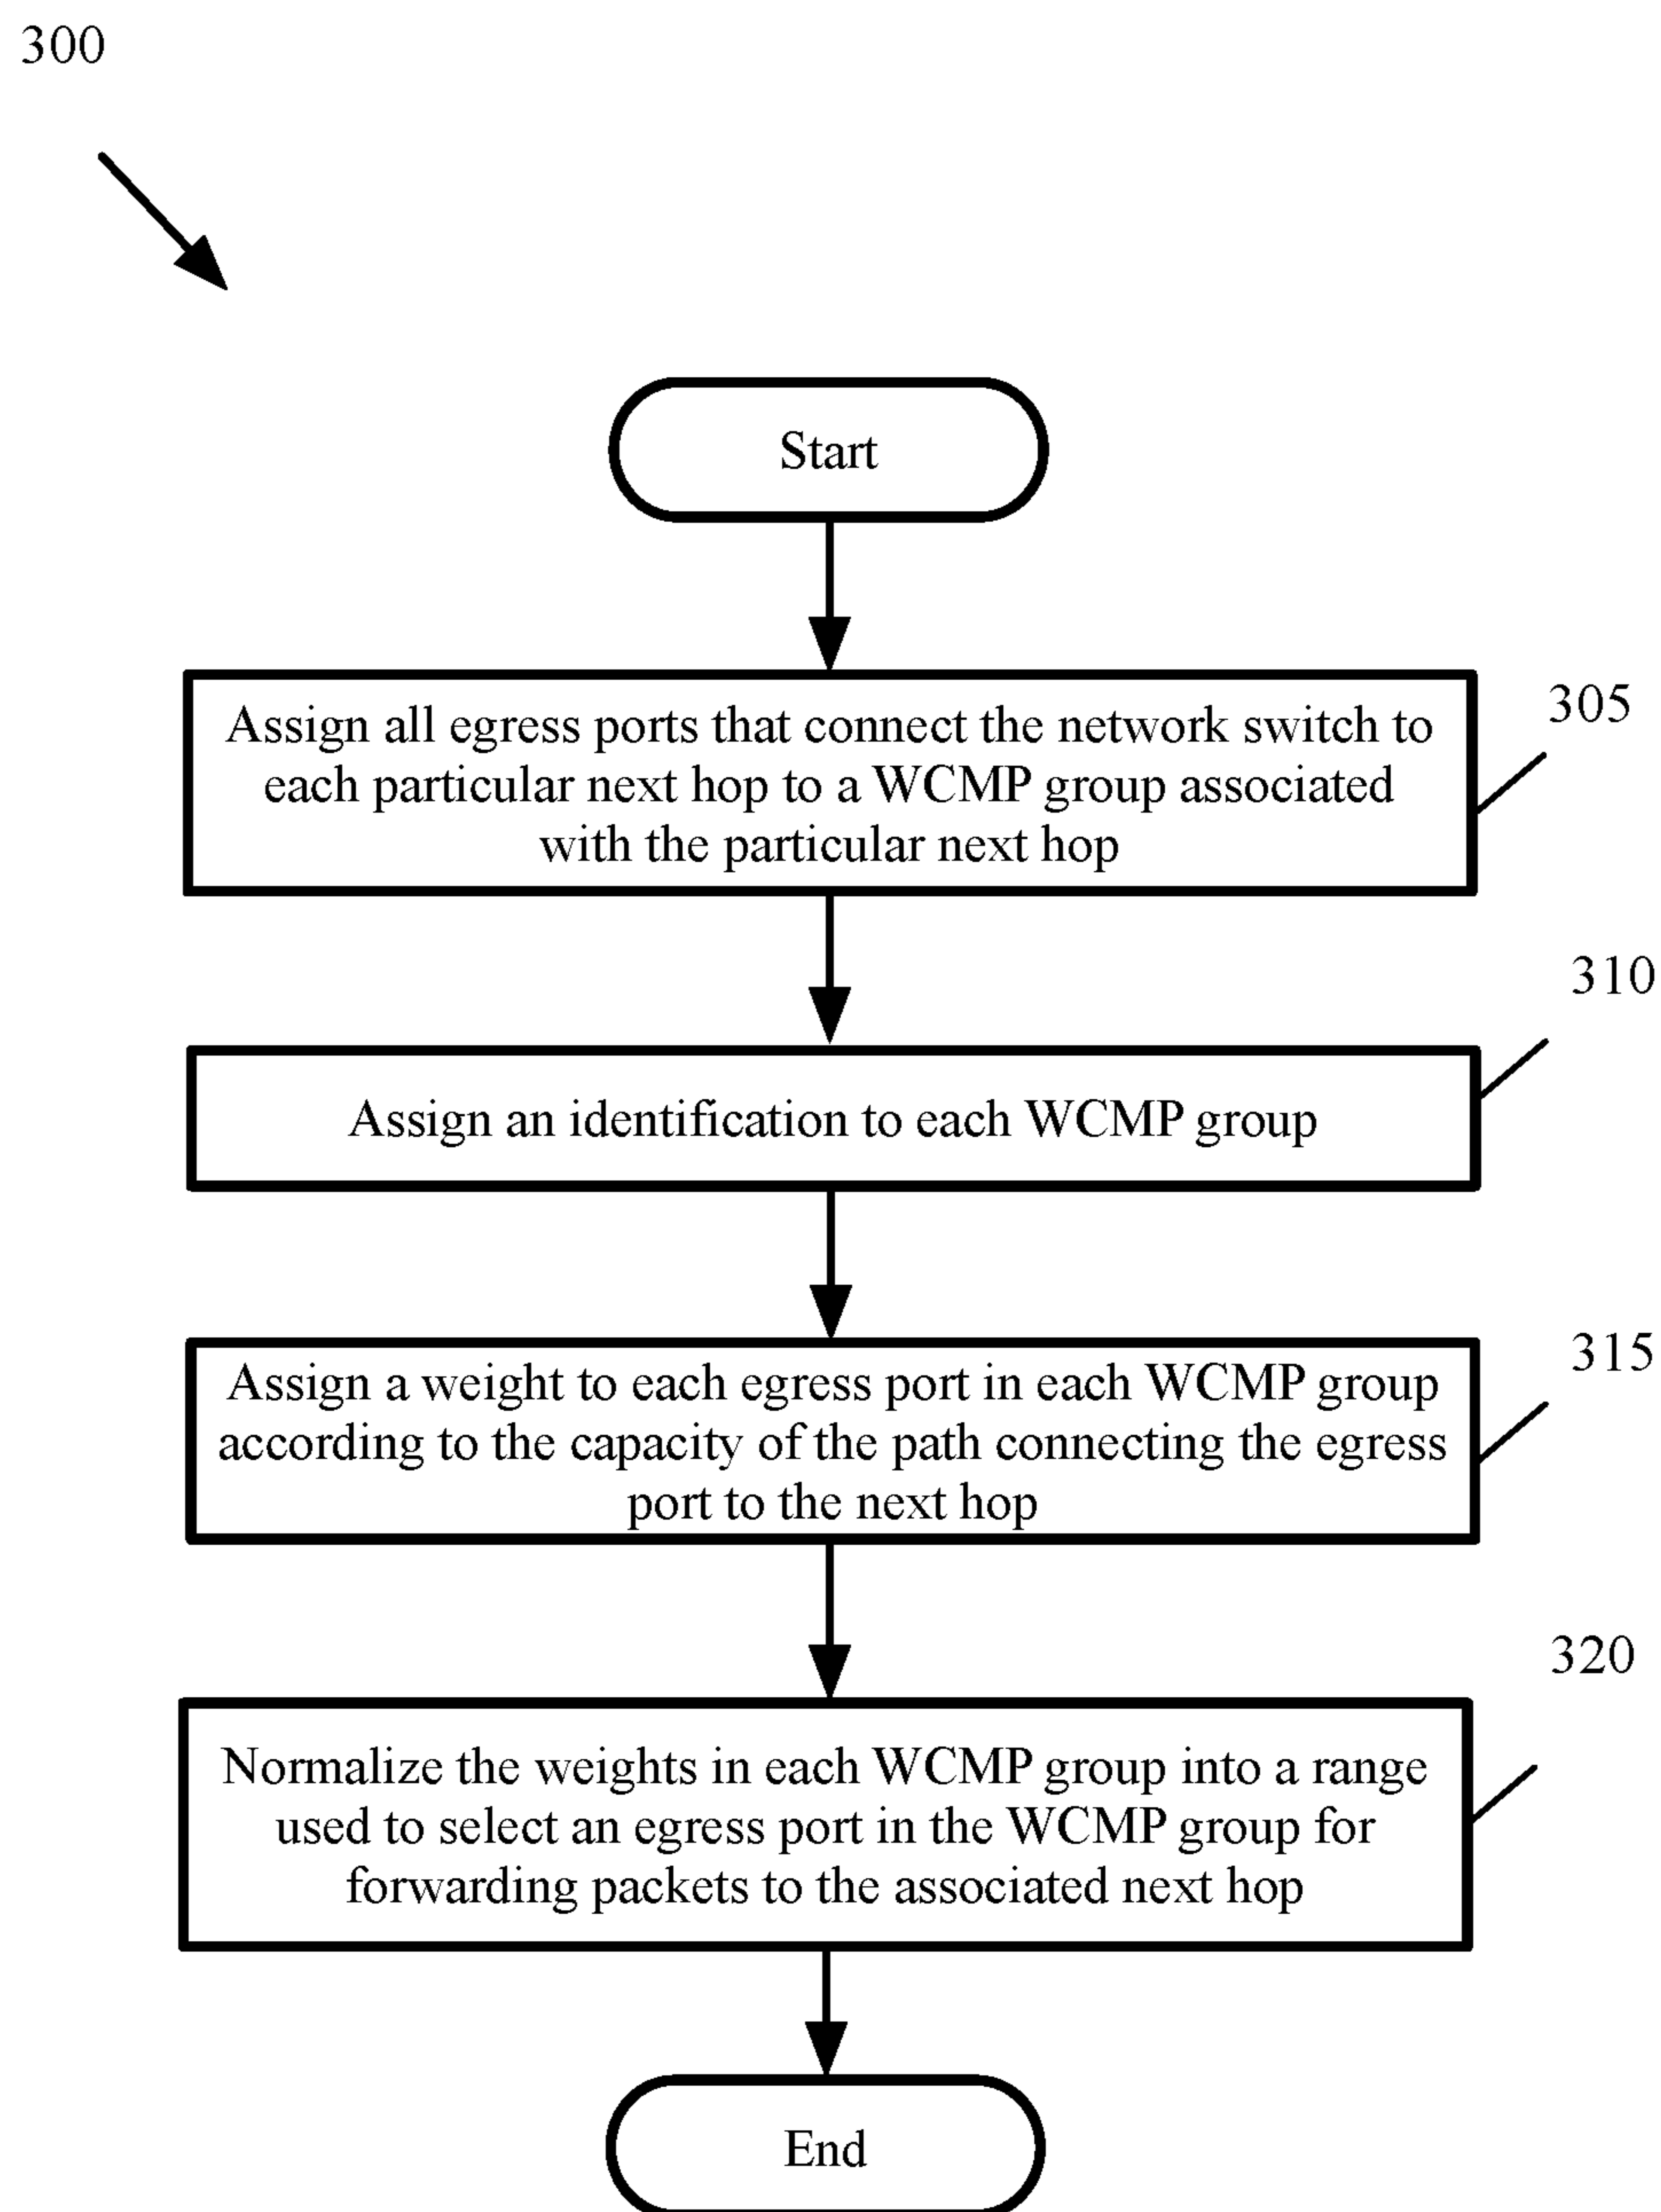 300
Start
305
Assign all egress ports that connect the network switch to
each particular next hop to a WCMP group associated
with the particular next hop
310
Assign an identification to each WCMP group
315
Assign a weight to each egress port in each WCMP group
according to the capacity of the path connecting the egress
port to the next hop
320
Normalize the weights in each WCMP group into a range
used to select an egress port in the WCMP group for
forwarding packets to the associated next hop
End